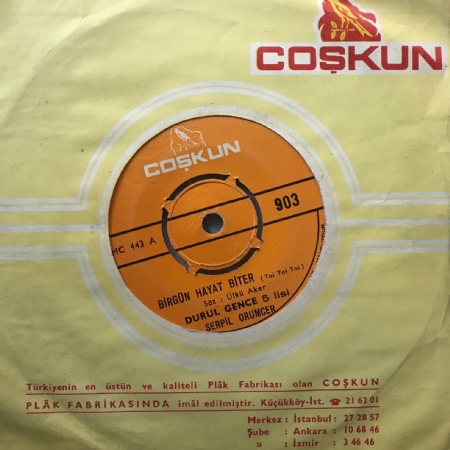 COŞKUN
COŞKUN
903
HC 443 A
BİRGÜN HAYAT BİTER (Toi Toi Toi)
Söz : Ülkü Aker
DURUL GENCE 5 lisi
SERPİL ORUMCER
Türkiyenin en üstün ve kaliteli Plâk Fabrikası olan COŞKUN
PLÂK FABRİKASINDA imâl edilmiştir. Küçükköy-İst. ☎ 21 62 01
Merkez : İstanbul : 27 28 57
Şube : Ankara : 10 68 46
» : İzmir : 3 46 46